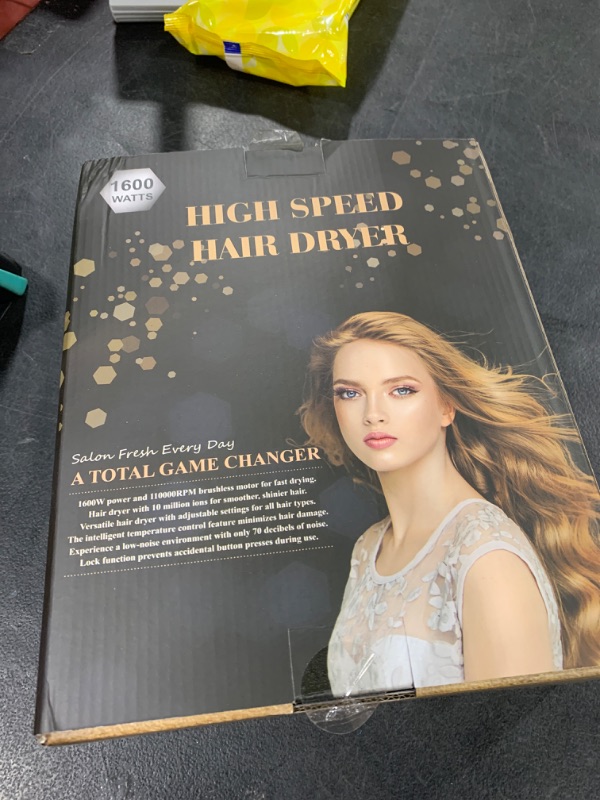 1600
WATTS
HIGH SPEED
HAIR DRYER
Salon Fresh Every Day
A TOTAL GAME CHANGER
1600W power and 110000RPM brushless motor for fast drying.
Hair dryer with 10 million ions for smoother, shinier hair.
Versatile hair dryer with adjustable settings for all hair types.
The intelligent temperature control feature minimizes hair damage.
Experience a low-noise environment with only 70 decibels of noise.
Lock function prevents accidental button presses during use.